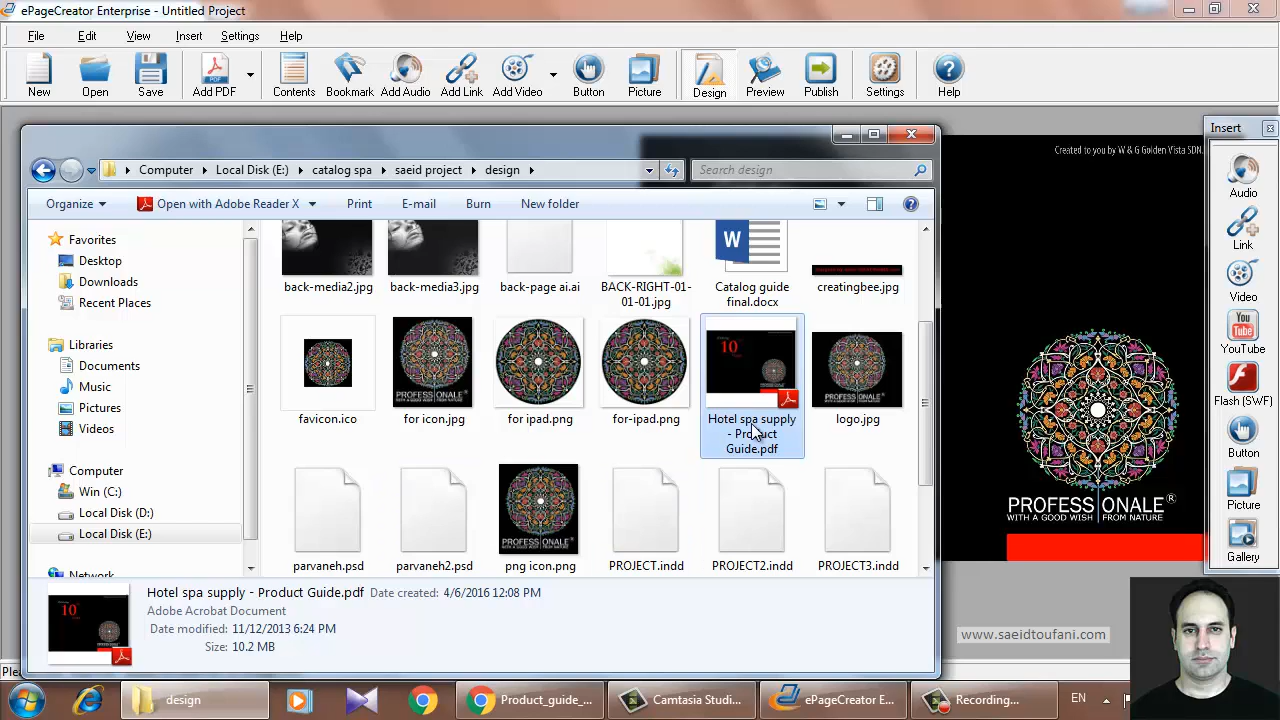 ePageCreator Enterprise - Untitled Project
File Edit View Insert Settings Help
New Open Save Add PDF Contents Bookmark Add Audio Add Link Add Video Button Picture Design Preview Publish Settings Help
Computer Local Disk (E:) catalog spa saeid project design Search design
Organize Open with Adobe Reader X Print E-mail Burn New folder
Favorites
Desktop
Downloads
Recent Places
Libraries
Documents
Music
Pictures
Videos
Computer
Win (C:)
Local Disk (D:)
Local Disk (E:)
Network
back-media2.jpg back-media3.jpg back-page ai.ai BACK-RIGHT-01-
01-01.jpg
Catalog guide
final.docx
creatingbee.jpg
favicon.ico for icon.jpg for ipad.png for-ipad.png Hotel spa supply
- Product
Guide.pdf
logo.jpg
parvaneh.psd parvaneh2.psd png icon.png PROJECT.indd PROJECT2.indd PROJECT3.indd
Hotel spa supply - Product Guide.pdf Date created: 4/6/2016 12:08 PM
Adobe Acrobat Document
Date modified: 11/12/2013 6:24 PM
Size: 10.2 MB
Created to you by W & G Golden Vista SDN.
PROFESSIONALE®
WITH A GOOD WISH FROM NATURE
Insert
Audio
Link
Video
You
Tube
YouTube
Flash (SWF)
Button
Picture
Gallery
www.saeidtoufani.com
design Product_guide_... Camtasia Studi... ePageCreator E... Recording... EN